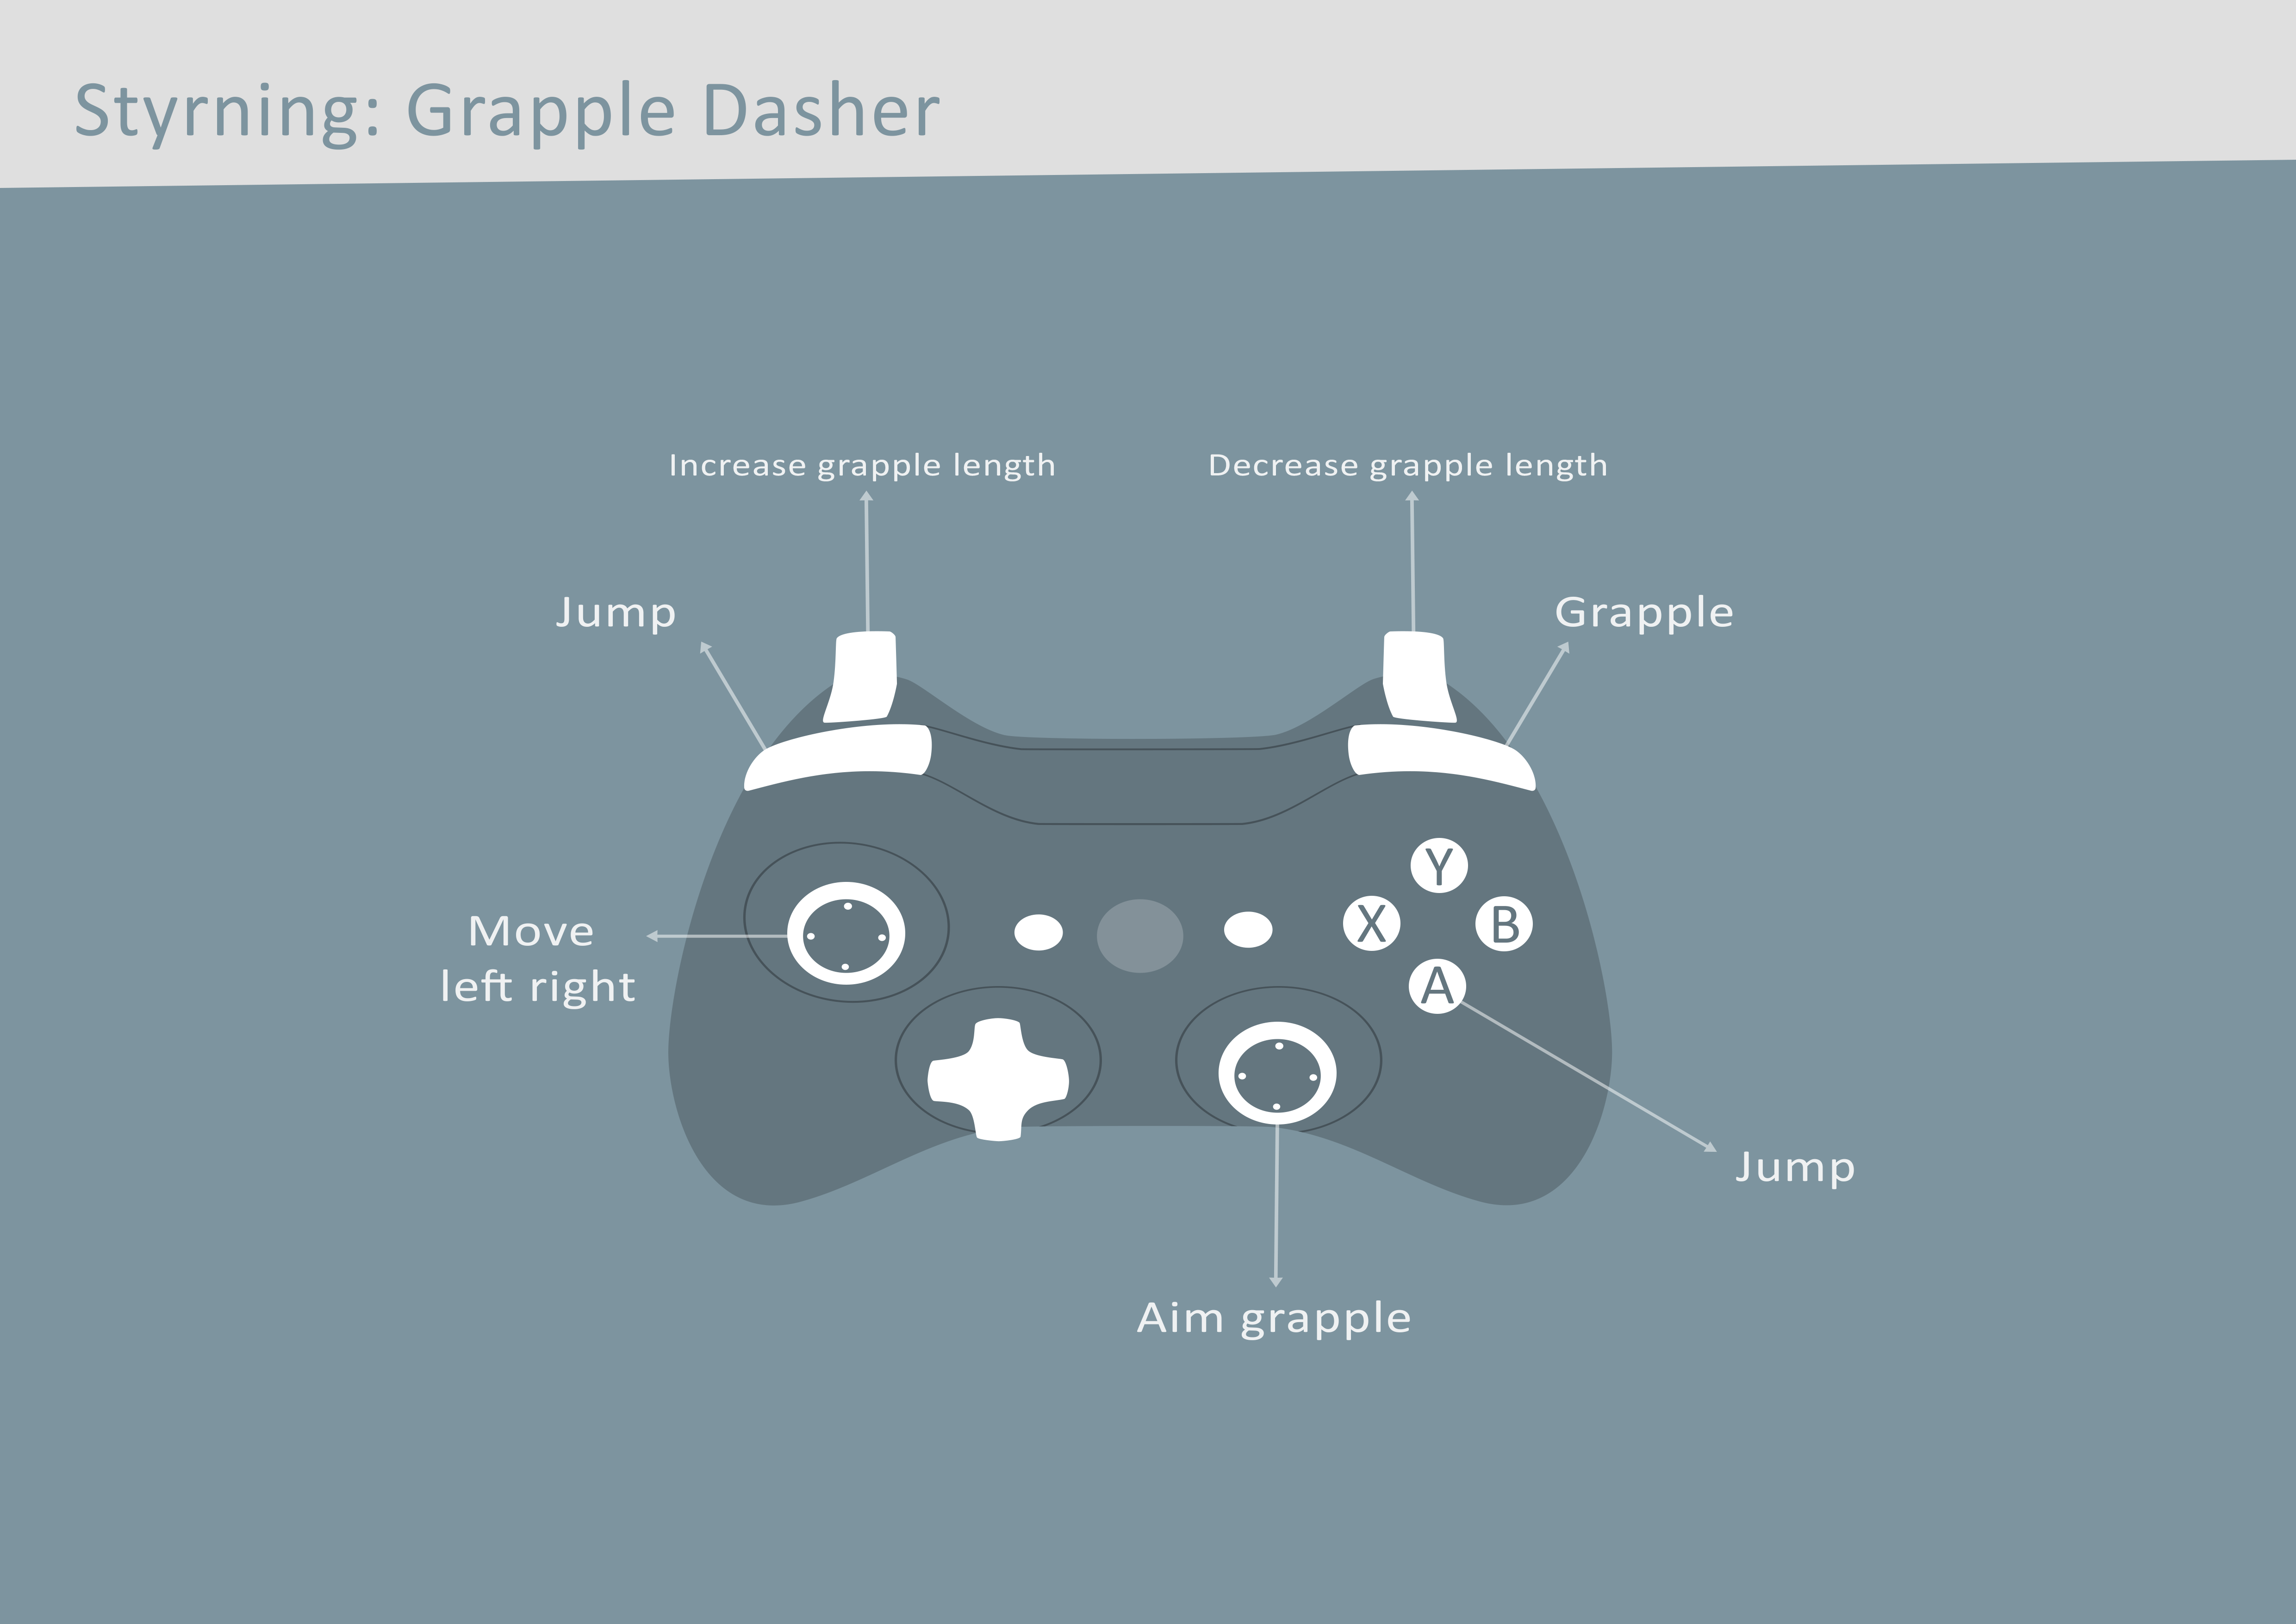 Styrning: Grapple Dasher
Increase grapple length
Decrease grapple length
Jump
Grapple
Y
X
B
A
Move
left right
Jump
Aim grapple